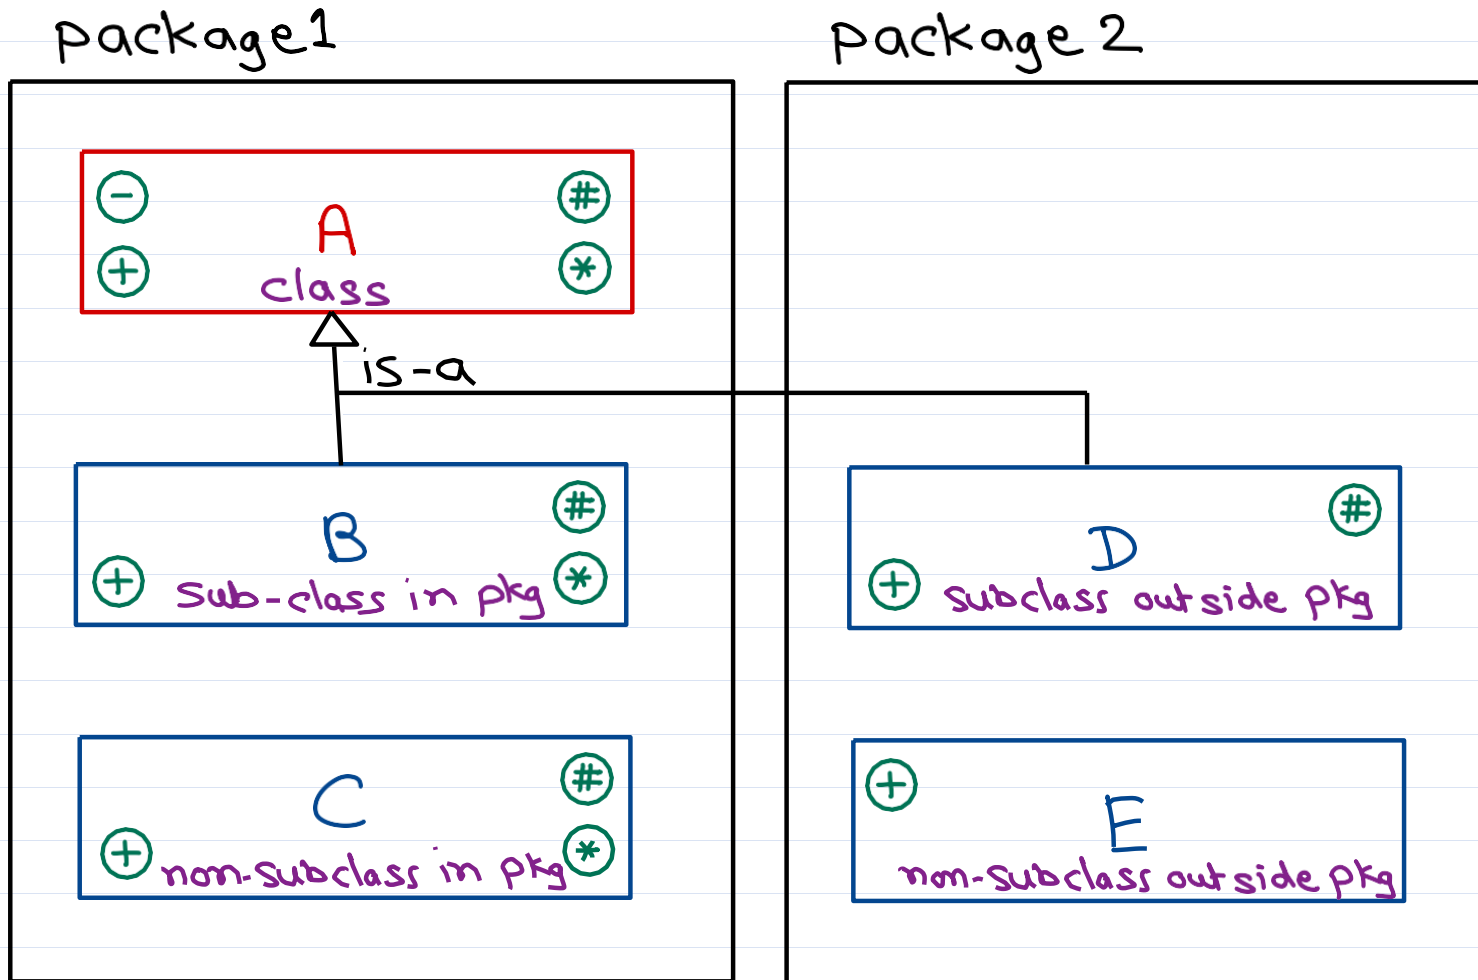 package1
package 2
- #
A
+ *
class
is-a
#
B
+ *
sub-class in pkg
#
D
+
subclass outside pkg
#
C
+ *
non-subclass in pkg
+
E
non-subclass outside pkg